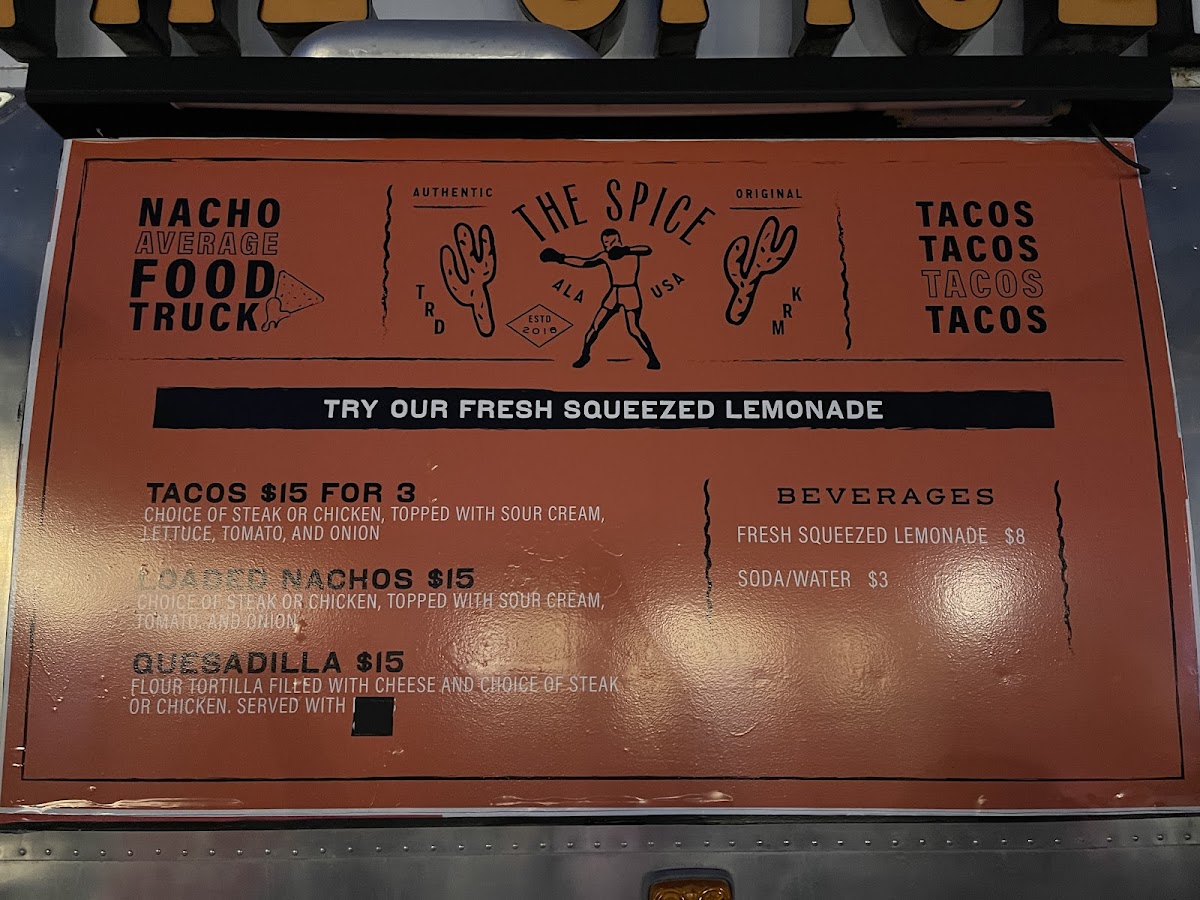 NACHO
AVERAGE
FOOD
TRUCK
AUTHENTIC
TRD
THE SPICE
ALA USA
ESTD
2016
ORIGINAL
KRM
TACOS
TACOS
TACOS
TACOS
TRY OUR FRESH SQUEEZED LEMONADE
TACOS $15 FOR 3
CHOICE OF STEAK OR CHICKEN, TOPPED WITH SOUR CREAM,
LETTUCE, TOMATO, AND ONION
LOADED NACHOS $15
CHOICE OF STEAK OR CHICKEN, TOPPED WITH SOUR CREAM,
TOMATO, AND ONION
QUESADILLA $15
FLOUR TORTILLA FILLED WITH CHEESE AND CHOICE OF STEAK
OR CHICKEN. SERVED WITH
BEVERAGES
FRESH SQUEEZED LEMONADE $8
SODA/WATER $3